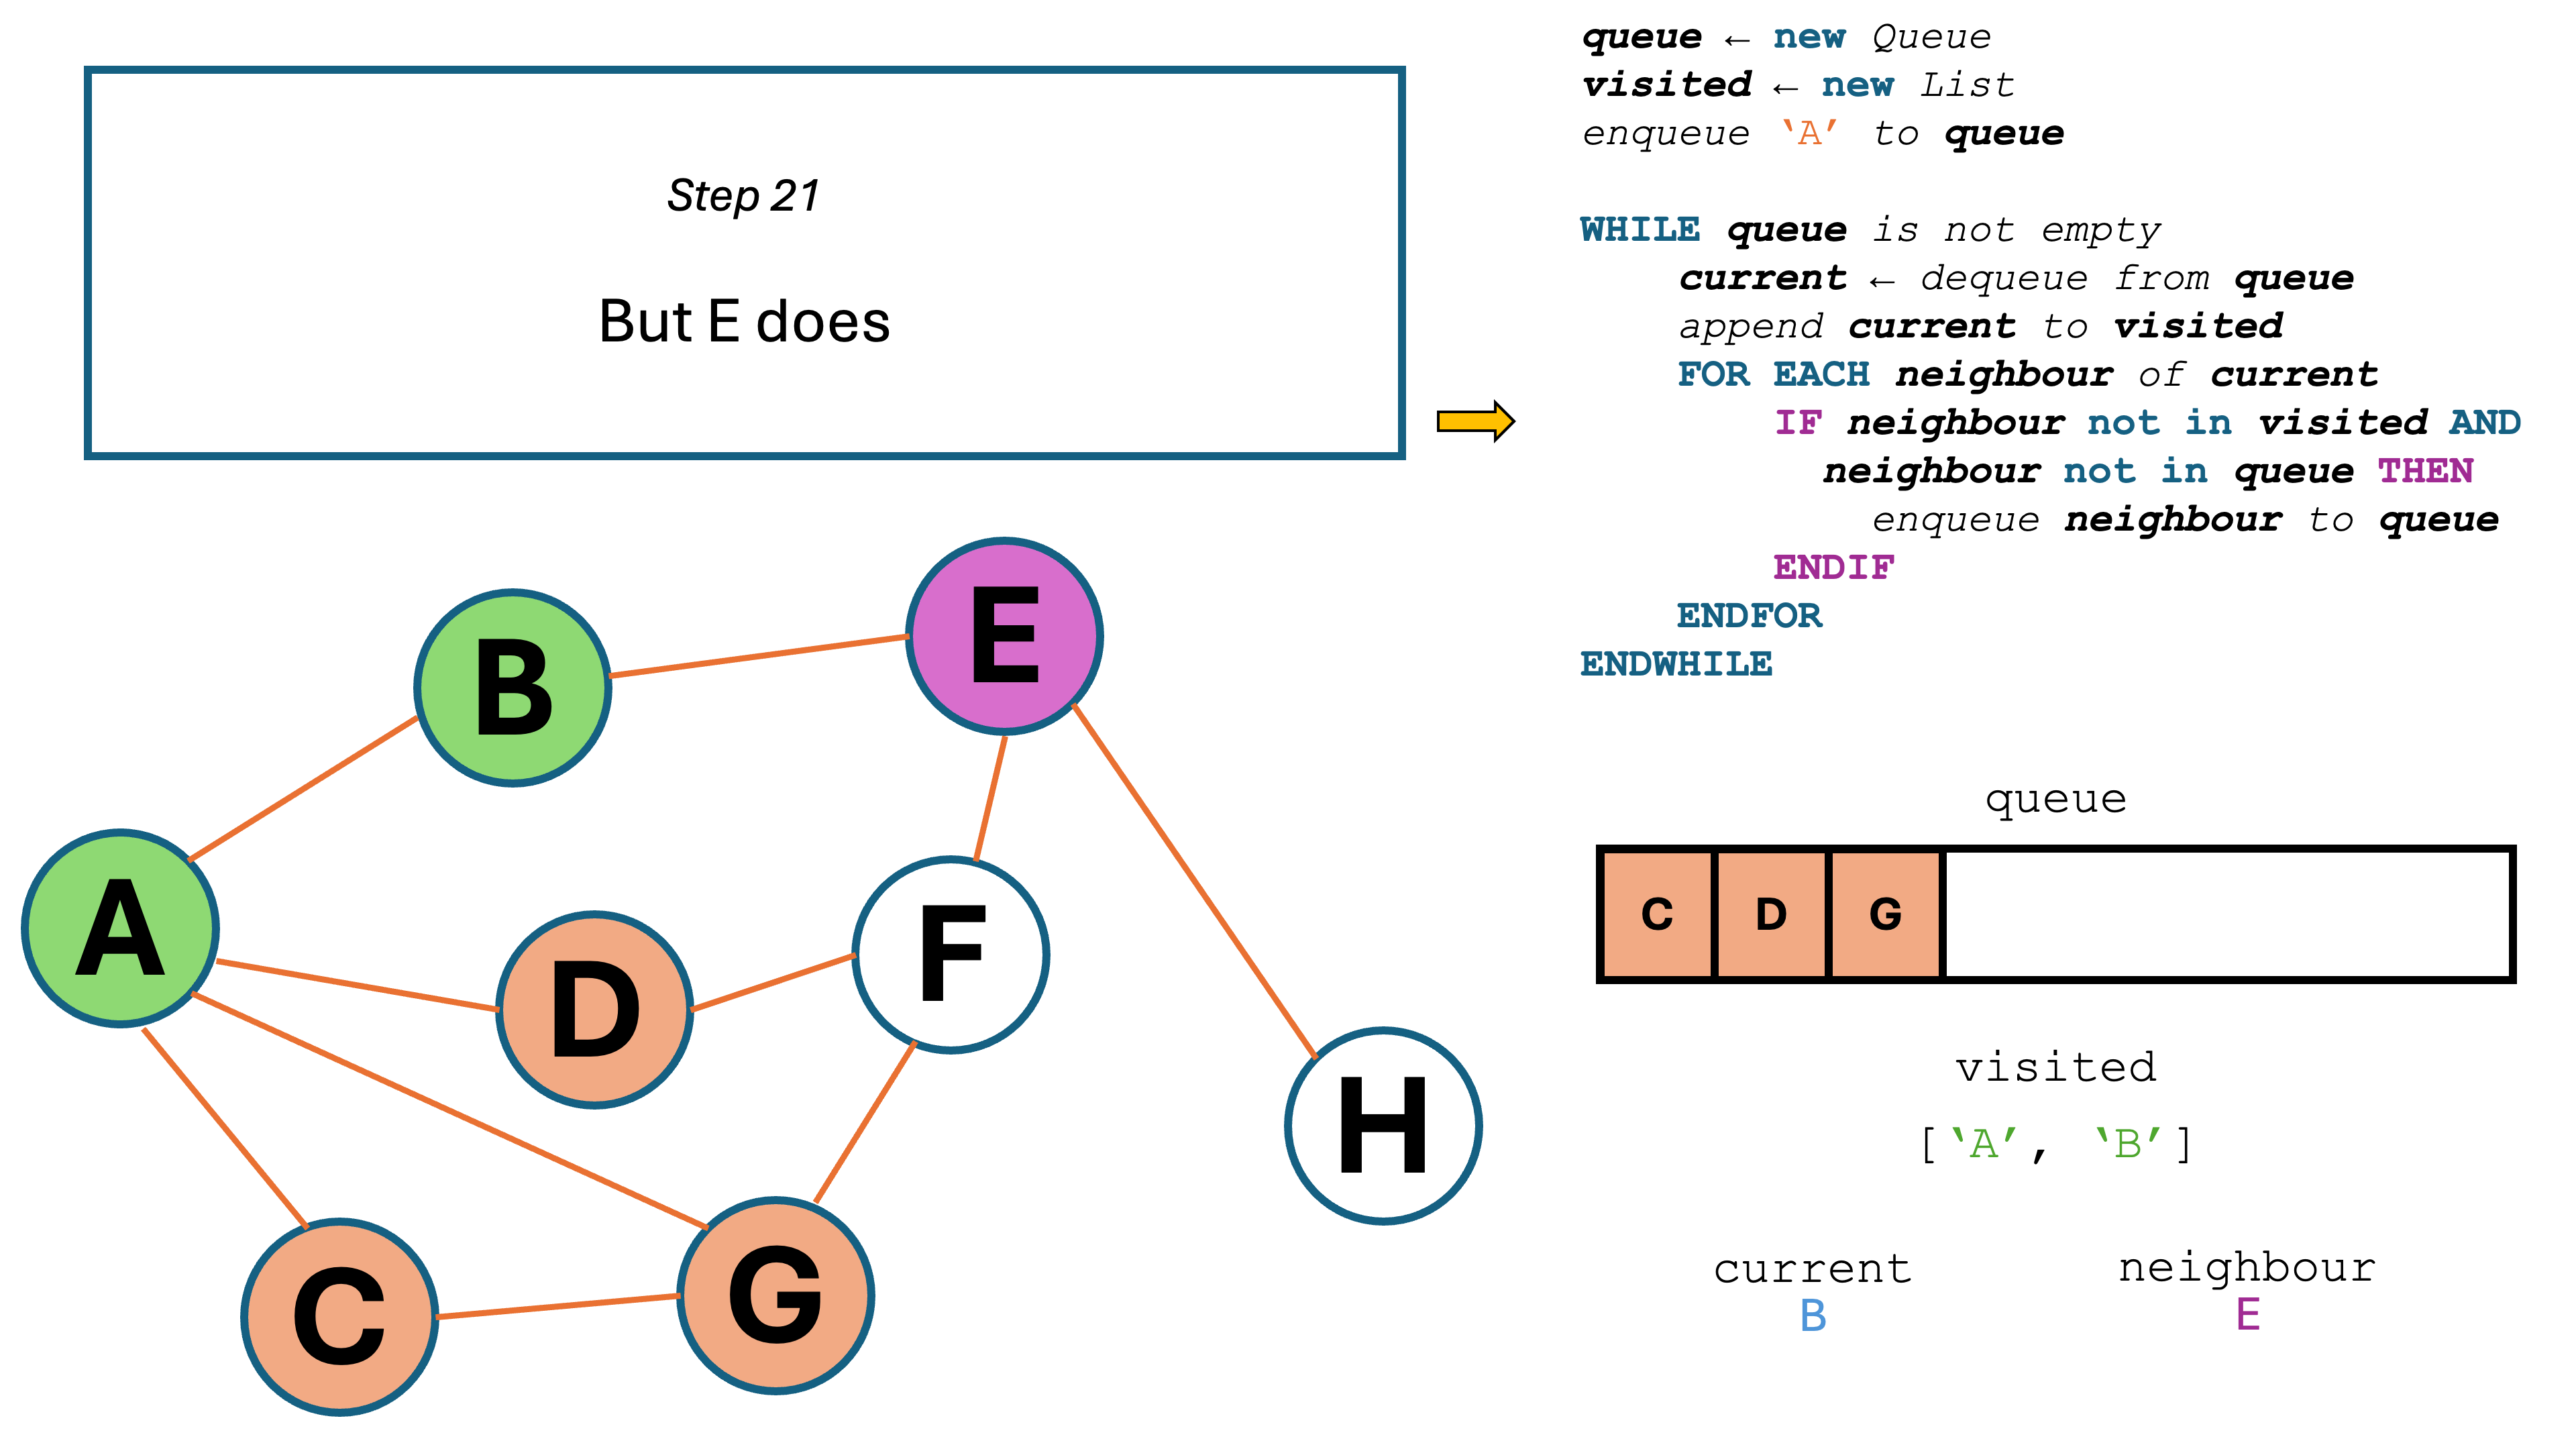 Step 21
But E does
queue ← new Queue
visited ← new List
enqueue ‘A’ to queue
WHILE queue is not empty
current ← dequeue from queue
append current to visited
FOR EACH neighbour of current
IF neighbour not in visited AND
neighbour not in queue THEN
enqueue neighbour to queue
ENDIF
ENDFOR
ENDWHILE
E
B
A
D
F
H
C
G
queue
C D G
visited
[‘A’, ‘B’]
current neighbour
B E